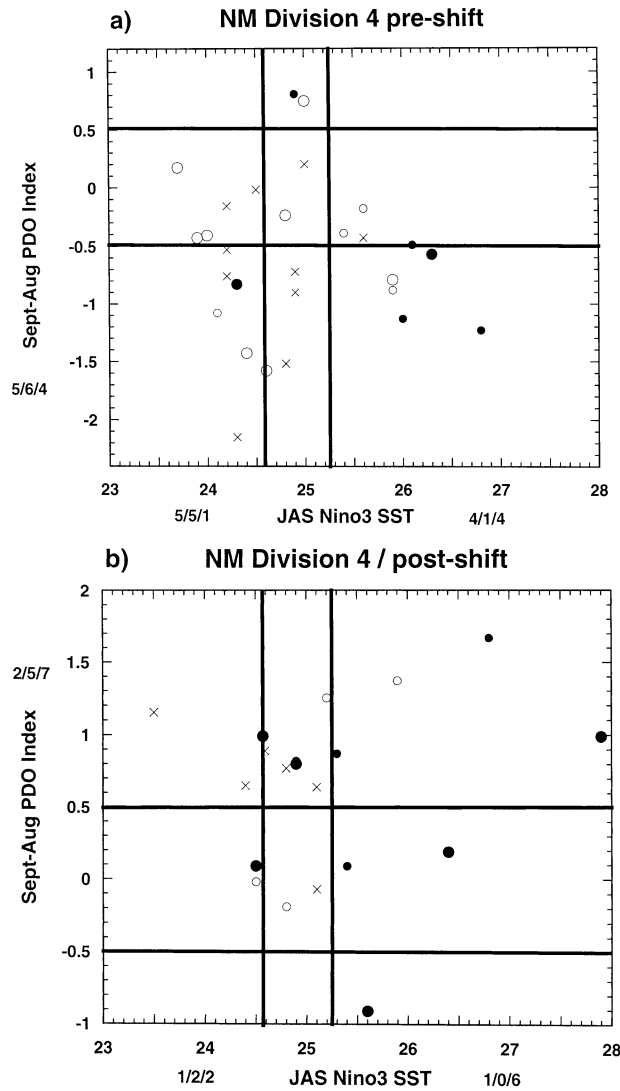 a) NM Division 4 pre-shift
1
0.5
0
-0.5
-1
-1.5
-2
Sept-Aug PDO Index
5/6/4
23 24 25 26 27 28
5/5/1 JAS Nino3 SST 4/1/4
b) NM Division 4 / post-shift
2
1.5
1
0.5
0
-0.5
-1
2/5/7
Sept-Aug PDO Index
23 24 25 26 27 28
1/2/2 JAS Nino3 SST 1/0/6